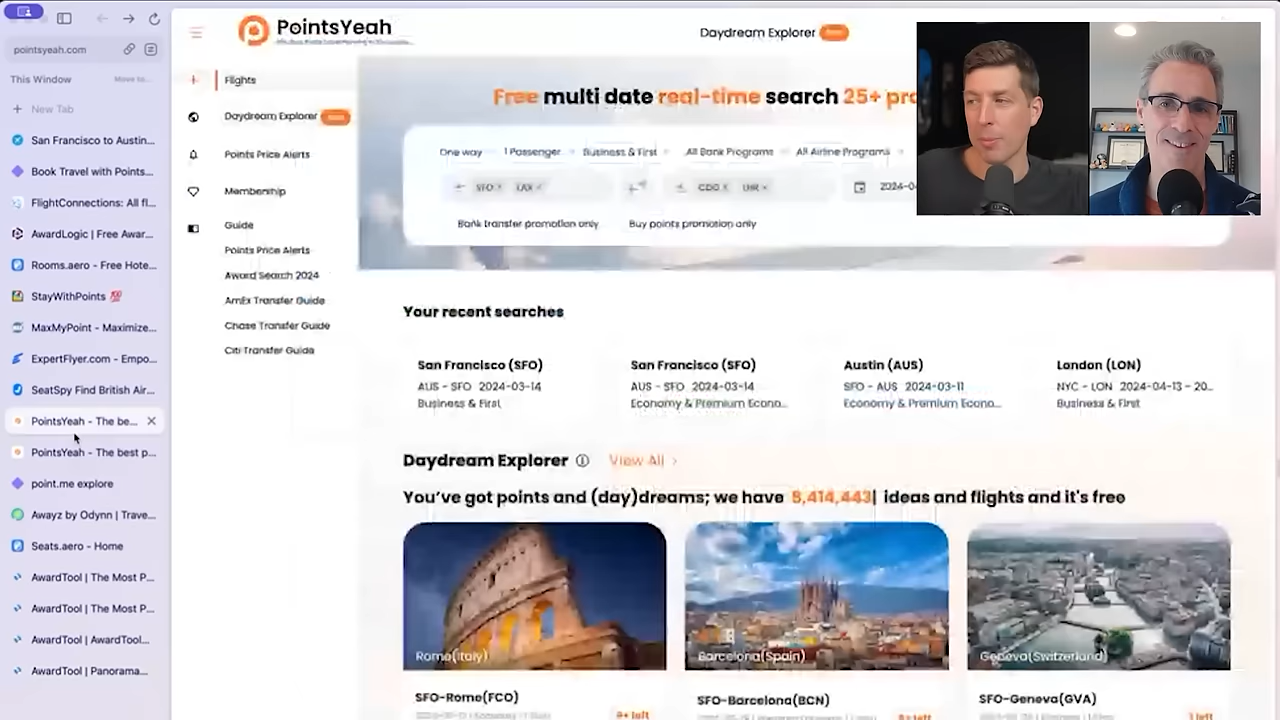 pointsyeah.com
This Window
Move to...
New Tab
San Francisco to Austin...
Book Travel with Points...
FlightConnections: All fl...
AwardLogic | Free Awar...
Rooms.aero - Free Hote...
StayWithPoints 💯
MaxMyPoint - Maximize...
ExpertFlyer.com - Empo...
SeatSpy Find British Air...
PointsYeah - The be...
PointsYeah - The best p...
point.me explore
Awayz by Odynn | Trave...
Seats.aero - Home
AwardTool | The Most P...
AwardTool | The Most P...
AwardTool | AwardTool...
AwardTool | Panorama...
PointsYeah
Daydream Explorer
Flights
Daydream Explorer
Points Price Alerts
Membership
Guide
Points Price Alerts
Award Search 2024
AmEx Transfer Guide
Chase Transfer Guide
Citi Transfer Guide
Free multi date real-time search 25+ pro
One way 1 Passenger Business & First All Bank Programs All Airline Programs
SFO × LAX × CDG × LHR × 2024-0
Bank transfer promotion only Buy points promotion only
Your recent searches
San Francisco (SFO)
AUS - SFO 2024-03-14
Business & First
San Francisco (SFO)
AUS - SFO 2024-03-14
Economy & Premium Econo...
Austin (AUS)
SFO - AUS 2024-03-11
Economy & Premium Econo...
London (LON)
NYC - LON 2024-04-13 - 20...
Business & First
Daydream Explorer View All
You've got points and (day)dreams; we have 8,414,443 ideas and flights and it's free
Rome(Italy)
Barcelona(Spain)
Geneva(Switzerland)
SFO-Rome(FCO)
9+ left
SFO-Barcelona(BCN)
SFO-Geneva(GVA)